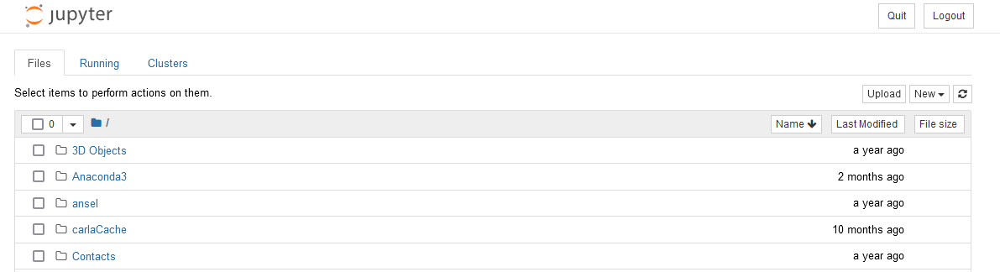 jupyter Quit Logout
Files Running Clusters
Select items to perform actions on them. Upload New
0 / Name Last Modified File size
3D Objects a year ago
Anaconda3 2 months ago
ansel a year ago
carlaCache 10 months ago
Contacts a year ago